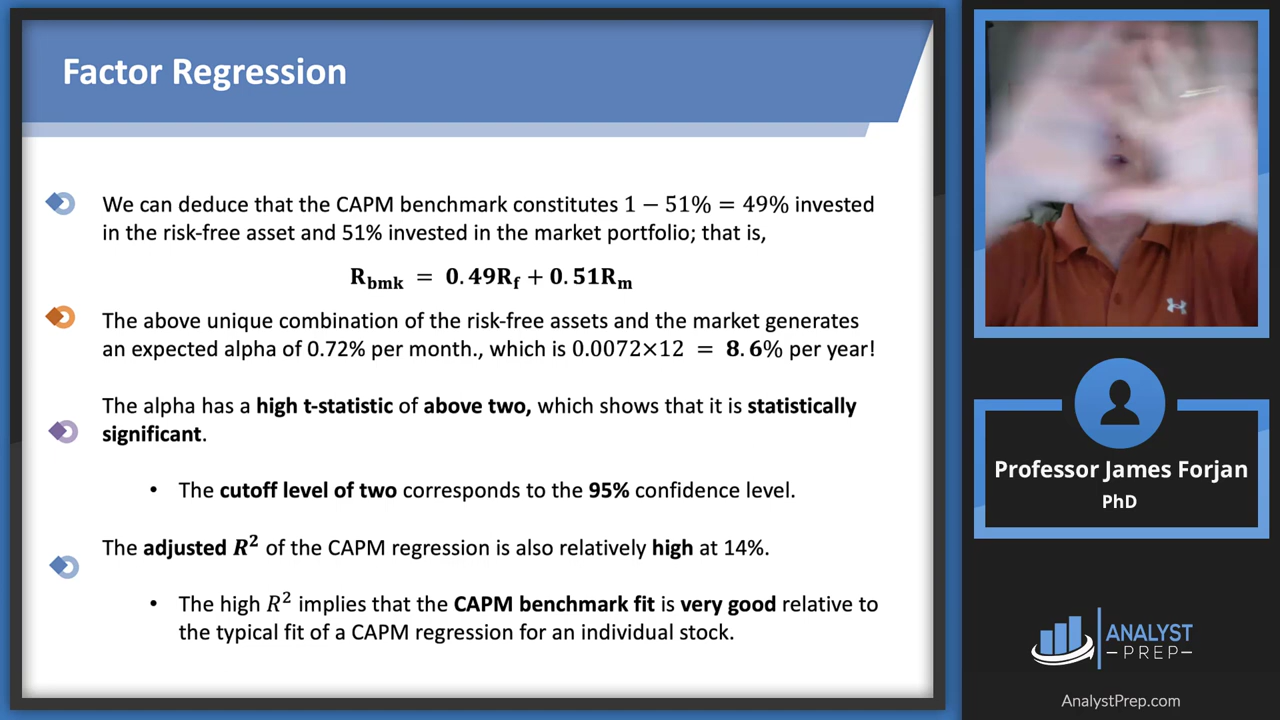 Factor Regression
We can deduce that the CAPM benchmark constitutes 1 − 51% = 49% invested
in the risk-free asset and 51% invested in the market portfolio; that is,
R_bmk = 0.49R_f + 0.51R_m
The above unique combination of the risk-free assets and the market generates
an expected alpha of 0.72% per month., which is 0.0072×12 = 8.6% per year!
The alpha has a high t-statistic of above two, which shows that it is statistically
significant.
• The cutoff level of two corresponds to the 95% confidence level.
The adjusted R² of the CAPM regression is also relatively high at 14%.
• The high R² implies that the CAPM benchmark fit is very good relative to
the typical fit of a CAPM regression for an individual stock.
Professor James Forjan
PhD
ANALYST
PREP
AnalystPrep.com